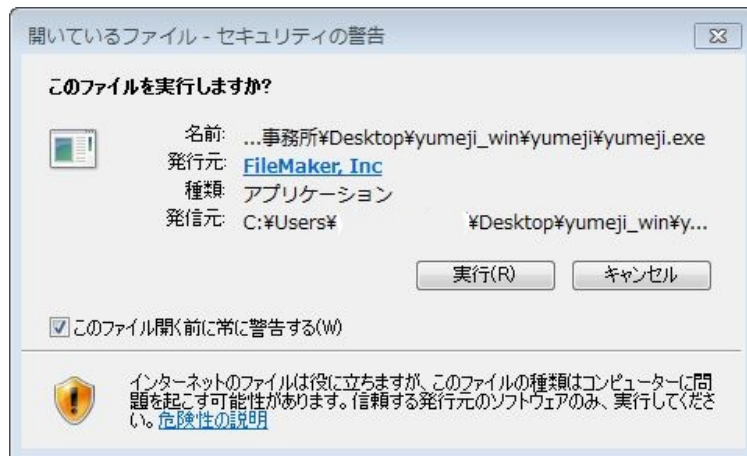 開いているファイル - セキュリティの警告
このファイルを実行しますか?
名前: ...事務所¥Desktop¥yumeji_win¥yumeji¥yumeji.exe
発行元: FileMaker, Inc
種類: アプリケーション
発信元: C:¥Users¥ ¥Desktop¥yumeji_win¥y...
実行(R) キャンセル
このファイル開く前に常に警告する(W)
インターネットのファイルは役に立ちますが、このファイルの種類はコンピューターに問
題を起こす可能性があります。信頼する発行元のソフトウェアのみ、実行してくださ
い。危険性の説明